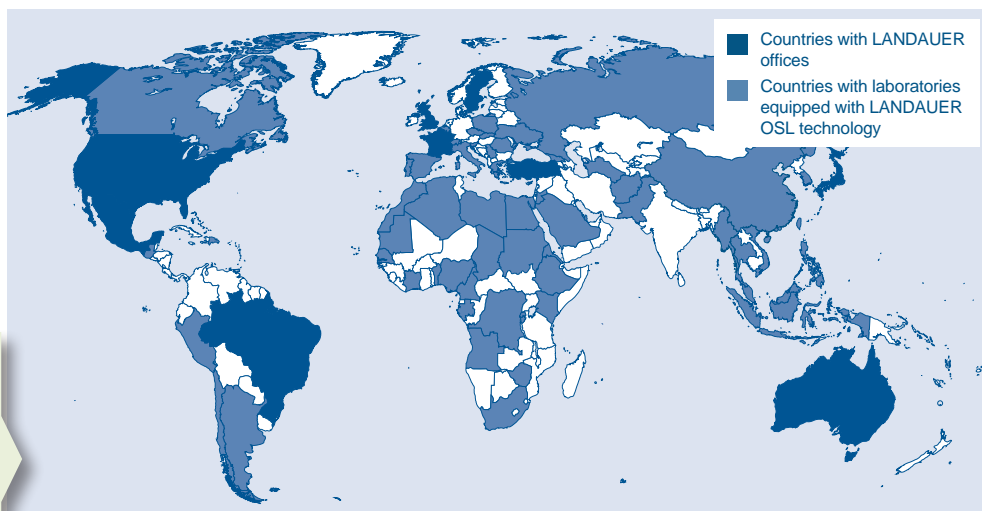 Countries with LANDAUER
offices
Countries with laboratories
equipped with LANDAUER
OSL technology